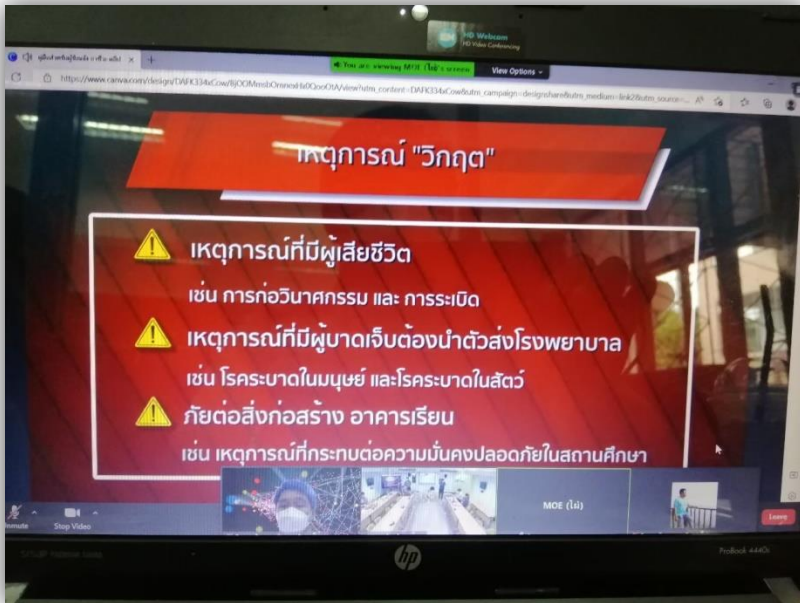 HD Webcam
HD Video Conferencing
You are viewing MOE (ไผ่)'s screen
View Options
เหตุการณ์ "วิกฤต"
เหตุการณ์ที่มีผู้เสียชีวิต
เช่น การก่อวินาศกรรม และ การระเบิด
เหตุการณ์ที่มีผู้บาดเจ็บต้องนำตัวส่งโรงพยาบาล
เช่น โรคระบาดในมนุษย์ และโรคระบาดในสัตว์
ภัยต่อสิ่งก่อสร้าง อาคารเรียน
เช่น เหตุการณ์ที่กระทบต่อความมั่นคงปลอดภัยในสถานศึกษา
MOE (ไผ่)
Unmute
Stop Video
Leave
hp
ProBook 4440s